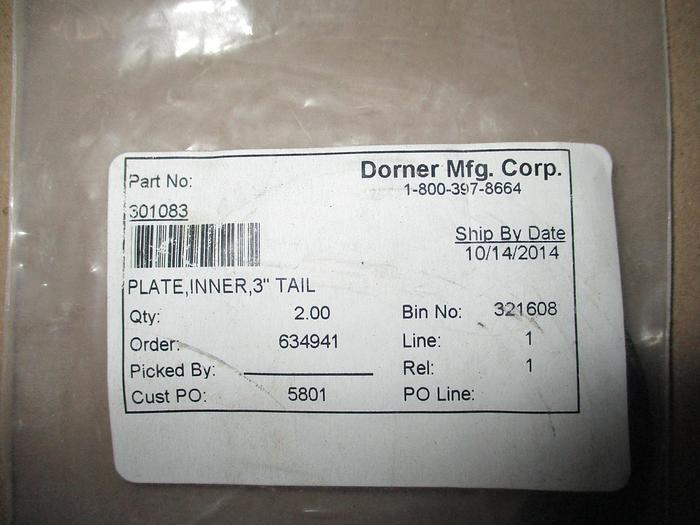 Dorner Mfg. Corp.
1-800-397-8664
Part No:
301083
Ship By Date
10/14/2014
PLATE,INNER,3" TAIL
Qty: 2.00 Bin No: 321608
Order: 634941 Line: 1
Picked By: Rel: 1
Cust PO: 5801 PO Line: